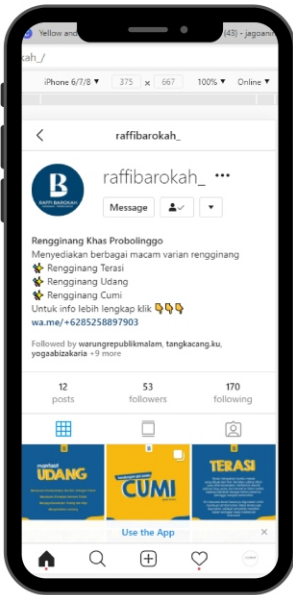 Yellow and
(43) - jagoanir
kah_/
iPhone 6/7/8 ▼ 375 x 667 100% ▼ Online ▼
raffibarokah_
B
RAFFI BAROKAH
raffibarokah_ •••
Message
Rengginang Khas Probolinggo
Menyediakan berbagai macam varian rengginang
Rengginang Terasi
Rengginang Udang
Rengginang Cumi
Untuk info lebih lengkap klik 👇👇👇
wa.me/+6285258897903
Followed by warungrepublikmalam, tangkacang.ku,
yogaabizakaria +9 more
12 53 170
posts followers following
UDANG
CUMI
TERASI
Use the App ×